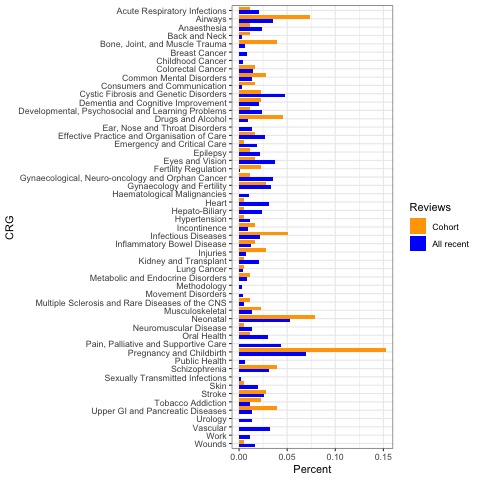 Acute Respiratory Infections
Airways
Anaesthesia
Back and Neck
Bone, Joint, and Muscle Trauma
Breast Cancer
Childhood Cancer
Colorectal Cancer
Common Mental Disorders
Consumers and Communication
Cystic Fibrosis and Genetic Disorders
Dementia and Cognitive Improvement
Developmental, Psychosocial and Learning Problems
Drugs and Alcohol
Ear, Nose and Throat Disorders
Effective Practice and Organisation of Care
Emergency and Critical Care
Epilepsy
Eyes and Vision
Fertility Regulation
Gynaecological, Neuro-oncology and Orphan Cancer
Gynaecology and Fertility
Haematological Malignancies
Heart
Hepato-Biliary
Hypertension
Incontinence
Infectious Diseases
Inflammatory Bowel Disease
Injuries
Kidney and Transplant
Lung Cancer
Metabolic and Endocrine Disorders
Methodology
Movement Disorders
Multiple Sclerosis and Rare Diseases of the CNS
Musculoskeletal
Neonatal
Neuromuscular Disease
Oral Health
Pain, Palliative and Supportive Care
Pregnancy and Childbirth
Public Health
Schizophrenia
Sexually Transmitted Infections
Skin
Stroke
Tobacco Addiction
Upper GI and Pancreatic Diseases
Urology
Vascular
Work
Wounds
CRG
0.00 0.05 0.10 0.15
Percent
Reviews
Cohort
All recent